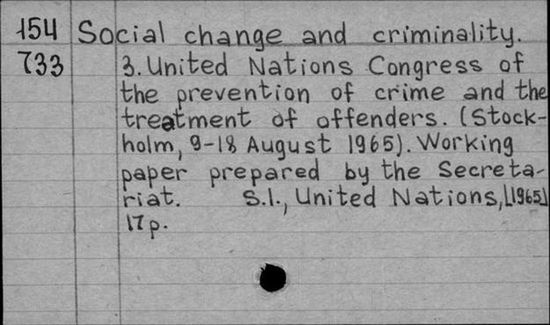 154 Social change and criminality.
733 3. United Nations Congress of
the prevention of crime and the
treatment of offenders. (Stock-
holm, 9-18 August 1965). Working
paper prepared by the Secreta-
riat. S.l., United Nations, [1965]
17 p.